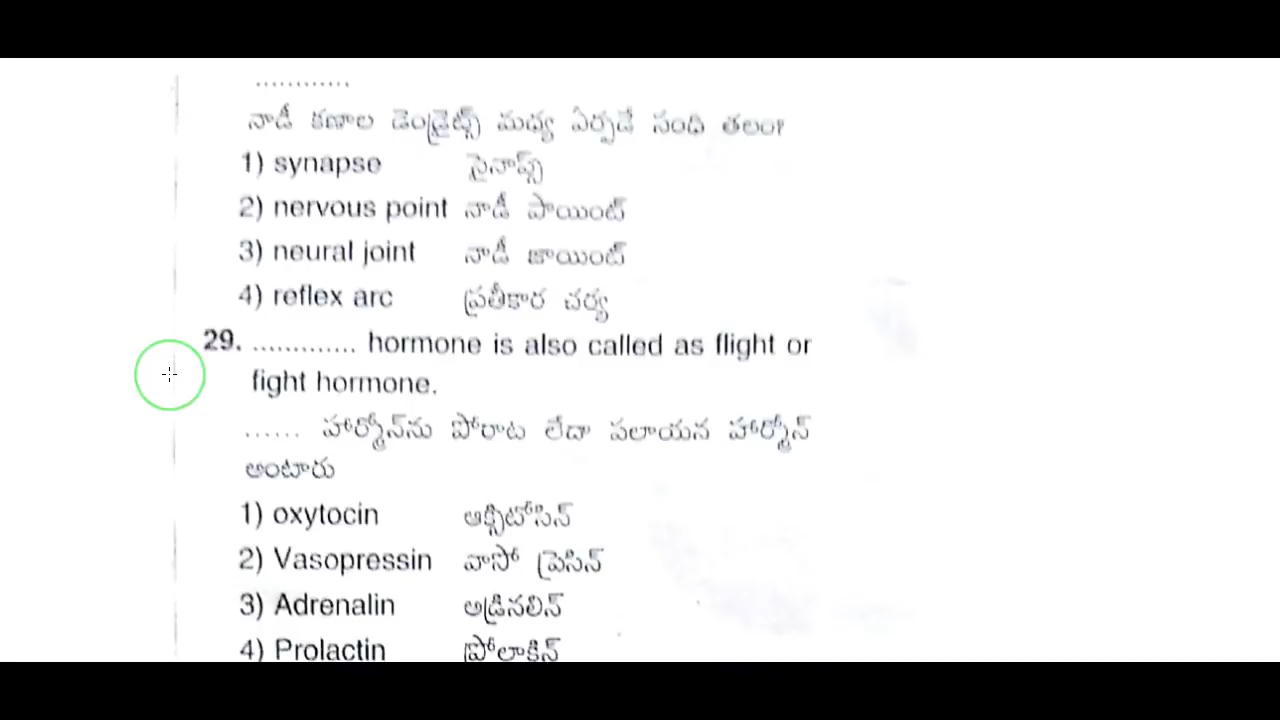 ............
నాడీ కణాల డెండ్రైట్స్ మధ్య ఏర్పడే సంధి తలం?
1) synapse సైనాప్స్
2) nervous point నాడీ పాయింట్
3) neural joint నాడీ జాయింట్
4) reflex arc ప్రతీకార చర్య
29. ............. hormone is also called as flight or
fight hormone.
...... హార్మోన్‌ను పోరాట లేదా పలాయన హార్మోన్
అంటారు
1) oxytocin ఆక్సిటోసిన్
2) Vasopressin వాసో ప్రెసిన్
3) Adrenalin అడ్రినలిన్
4) Prolactin ప్రోలాకిన్